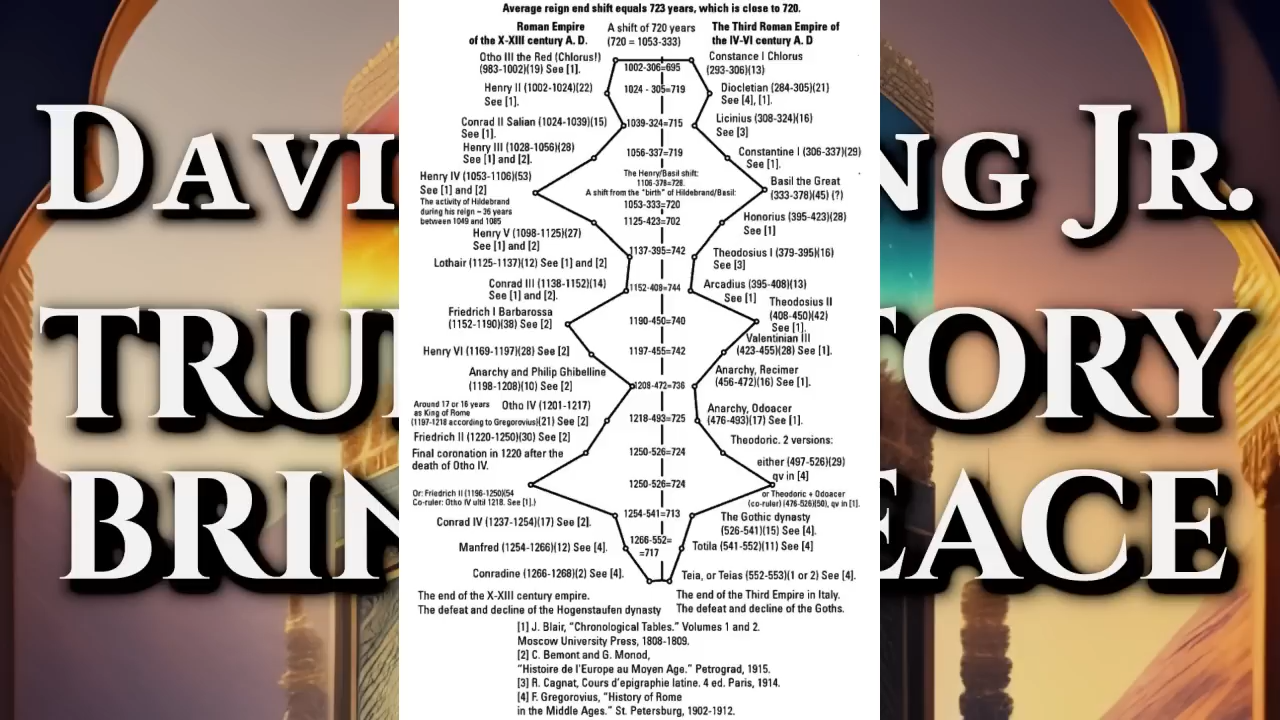 Average reign end shift equals 723 years, which is close to 720.
Roman Empire
of the X-XIII century A. D.
A shift of 720 years
(720 = 1053-333)
The Third Roman Empire of
the IV-VI century A. D
Otho III the Red (Chlorus!)
(983-1002)(19) See [1].
1002-306=695
Constance I Chlorus
(293-306)(13)
Henry II (1002-1024)(22)
See [1].
1024 - 305=719
Diocletian (284-305)(21)
See [4], [1].
Conrad II Salian (1024-1039)(15)
See [1].
1039-324=715
Licinius (308-324)(16)
See [3]
Henry III (1028-1056)(28)
See [1] and [2].
1056-337=719
Constantine I (306-337)(29)
See [1].
Henry IV (1053-1106)(53)
See [1] and [2]
The activity of Hildebrand
during his reign – 36 years
between 1049 and 1085
The Henry/Basil shift:
1106-378=728.
A shift from the "birth" of Hildebrand/Basil:
1053-333=720
Basil the Great
(333-378)(45) (?)
1125-423=702
Honorius (395-423)(28)
See [1]
Henry V (1098-1125)(27)
See [1] and [2]
Lothair (1125-1137)(12) See [1] and [2]
1137-395=742
Theodosius I (379-395)(16)
See [3]
Conrad III (1138-1152)(14)
See [1] and [2].
1152-408=744
Arcadius (395-408)(13)
See [1]
Friedrich I Barbarossa
(1152-1190)(38) See [2]
1190-450=740
Theodosius II
(408-450)(42)
See [1].
Henry VI (1169-1197)(28) See [2]
1197-455=742
Valentinian III
(423-455)(28) See [1].
Anarchy and Philip Ghibelline
(1198-1208)(10) See [2]
1208-472=736
Anarchy, Recimer
(456-472)(16) See [1].
Around 17 or 16 years
as King of Rome
Otho IV (1201-1217)
(1197-1218 according to Gregorovius)(21) See [2]
1218-493=725
Anarchy, Odoacer
(476-493)(17) See [1].
Friedrich II (1220-1250)(30) See [2]
Final coronation in 1220 after the
death of Otho IV.
1250-526=724
Theodoric. 2 versions:
either (497-526)(29)
qv in [4]
Or: Friedrich II (1196-1250)(54
Co-ruler: Otho IV ultil 1218. See [1].)
1250-526=724
or Theodoric + Odoacer
(co-ruler) (476-526)(50), qv in [1].
Conrad IV (1237-1254)(17) See [2].
1254-541=713
The Gothic dynasty
(526-541)(15) See [4].
Manfred (1254-1266)(12) See [4].
1266-552=
=717
Totila (541-552)(11) See [4]
Conradine (1266-1268)(2) See [4].
Teia, or Teias (552-553)(1 or 2) See [4].
The end of the X-XIII century empire.
The defeat and decline of the Hogenstaufen dynasty
The end of the Third Empire in Italy.
The defeat and decline of the Goths.
[1] J. Blair, "Chronological Tables." Volumes 1 and 2.
Moscow University Press, 1808-1809.
[2] C. Bemont and G. Monod,
"Histoire de l'Europe au Moyen Age." Petrograd, 1915.
[3] R. Cagnat, Cours d'epigraphie latine. 4 ed. Paris, 1914.
[4] F. Gregorovius, "History of Rome
in the Middle Ages." St. Petersburg, 1902-1912.
DAVI NG JR.
TRU TORY
BRIN EACE